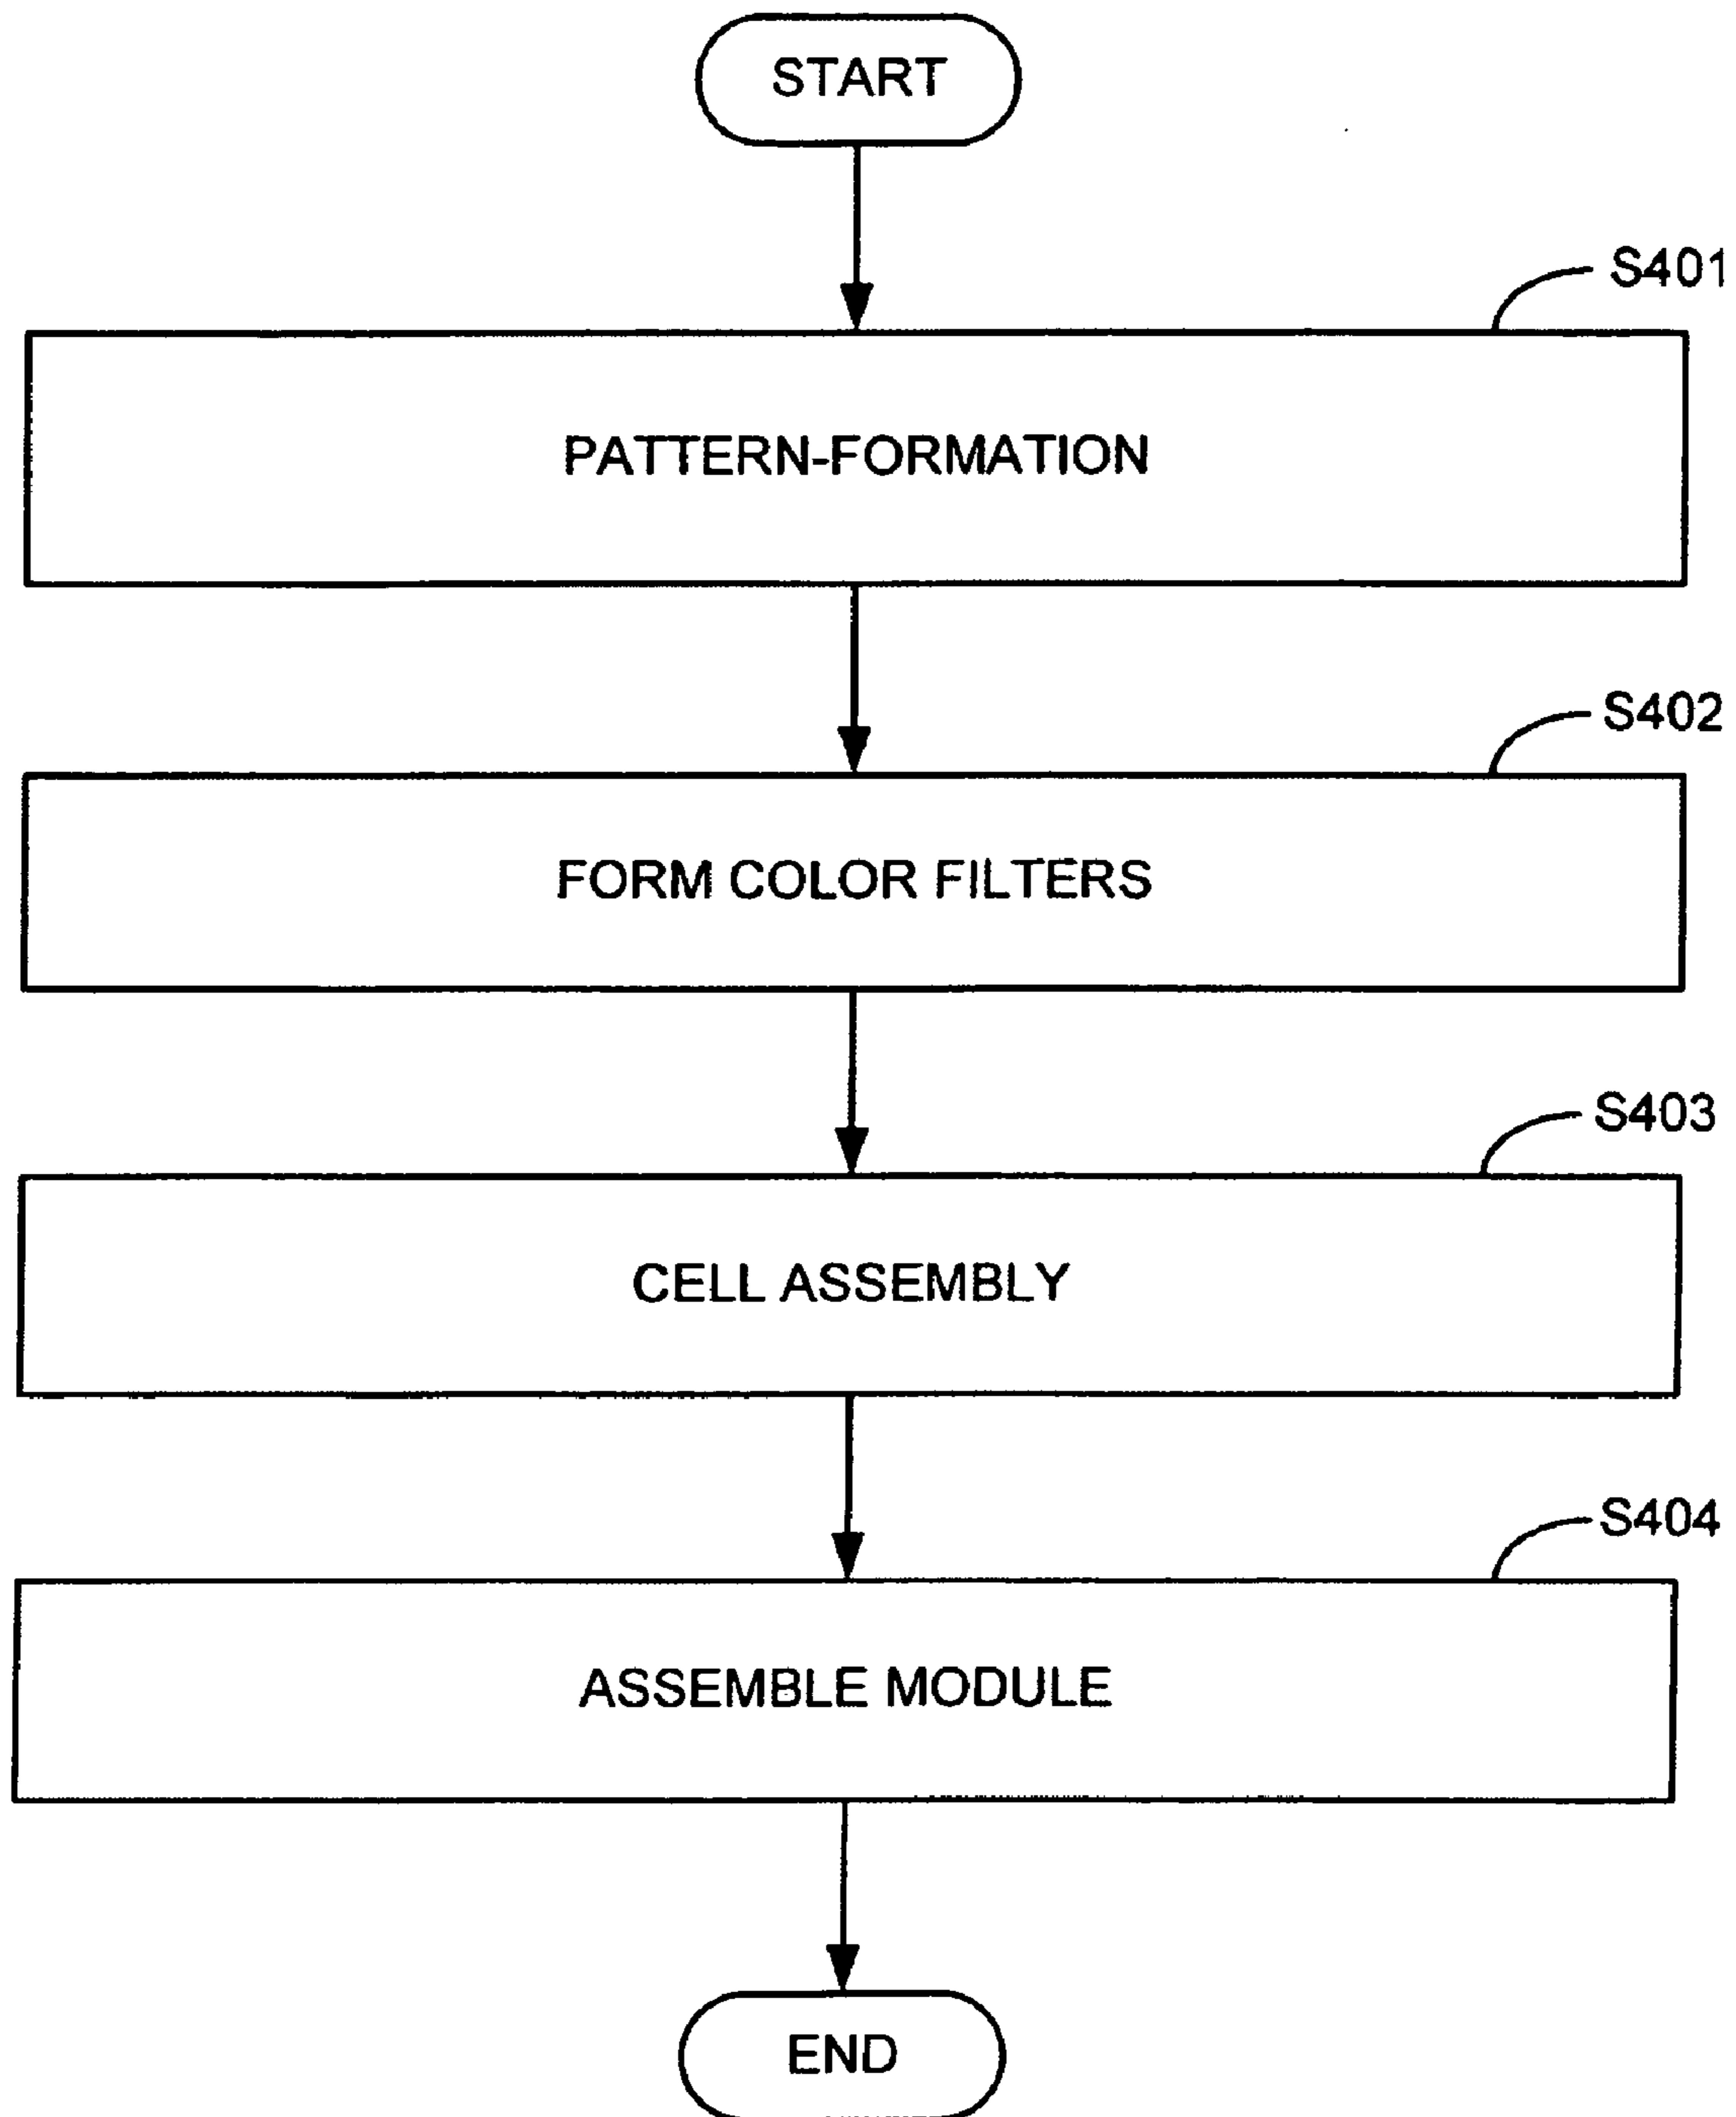 START
S401
PATTERN-FORMATION
S402
FORM COLOR FILTERS
S403
CELL ASSEMBLY
S404
ASSEMBLE MODULE
END